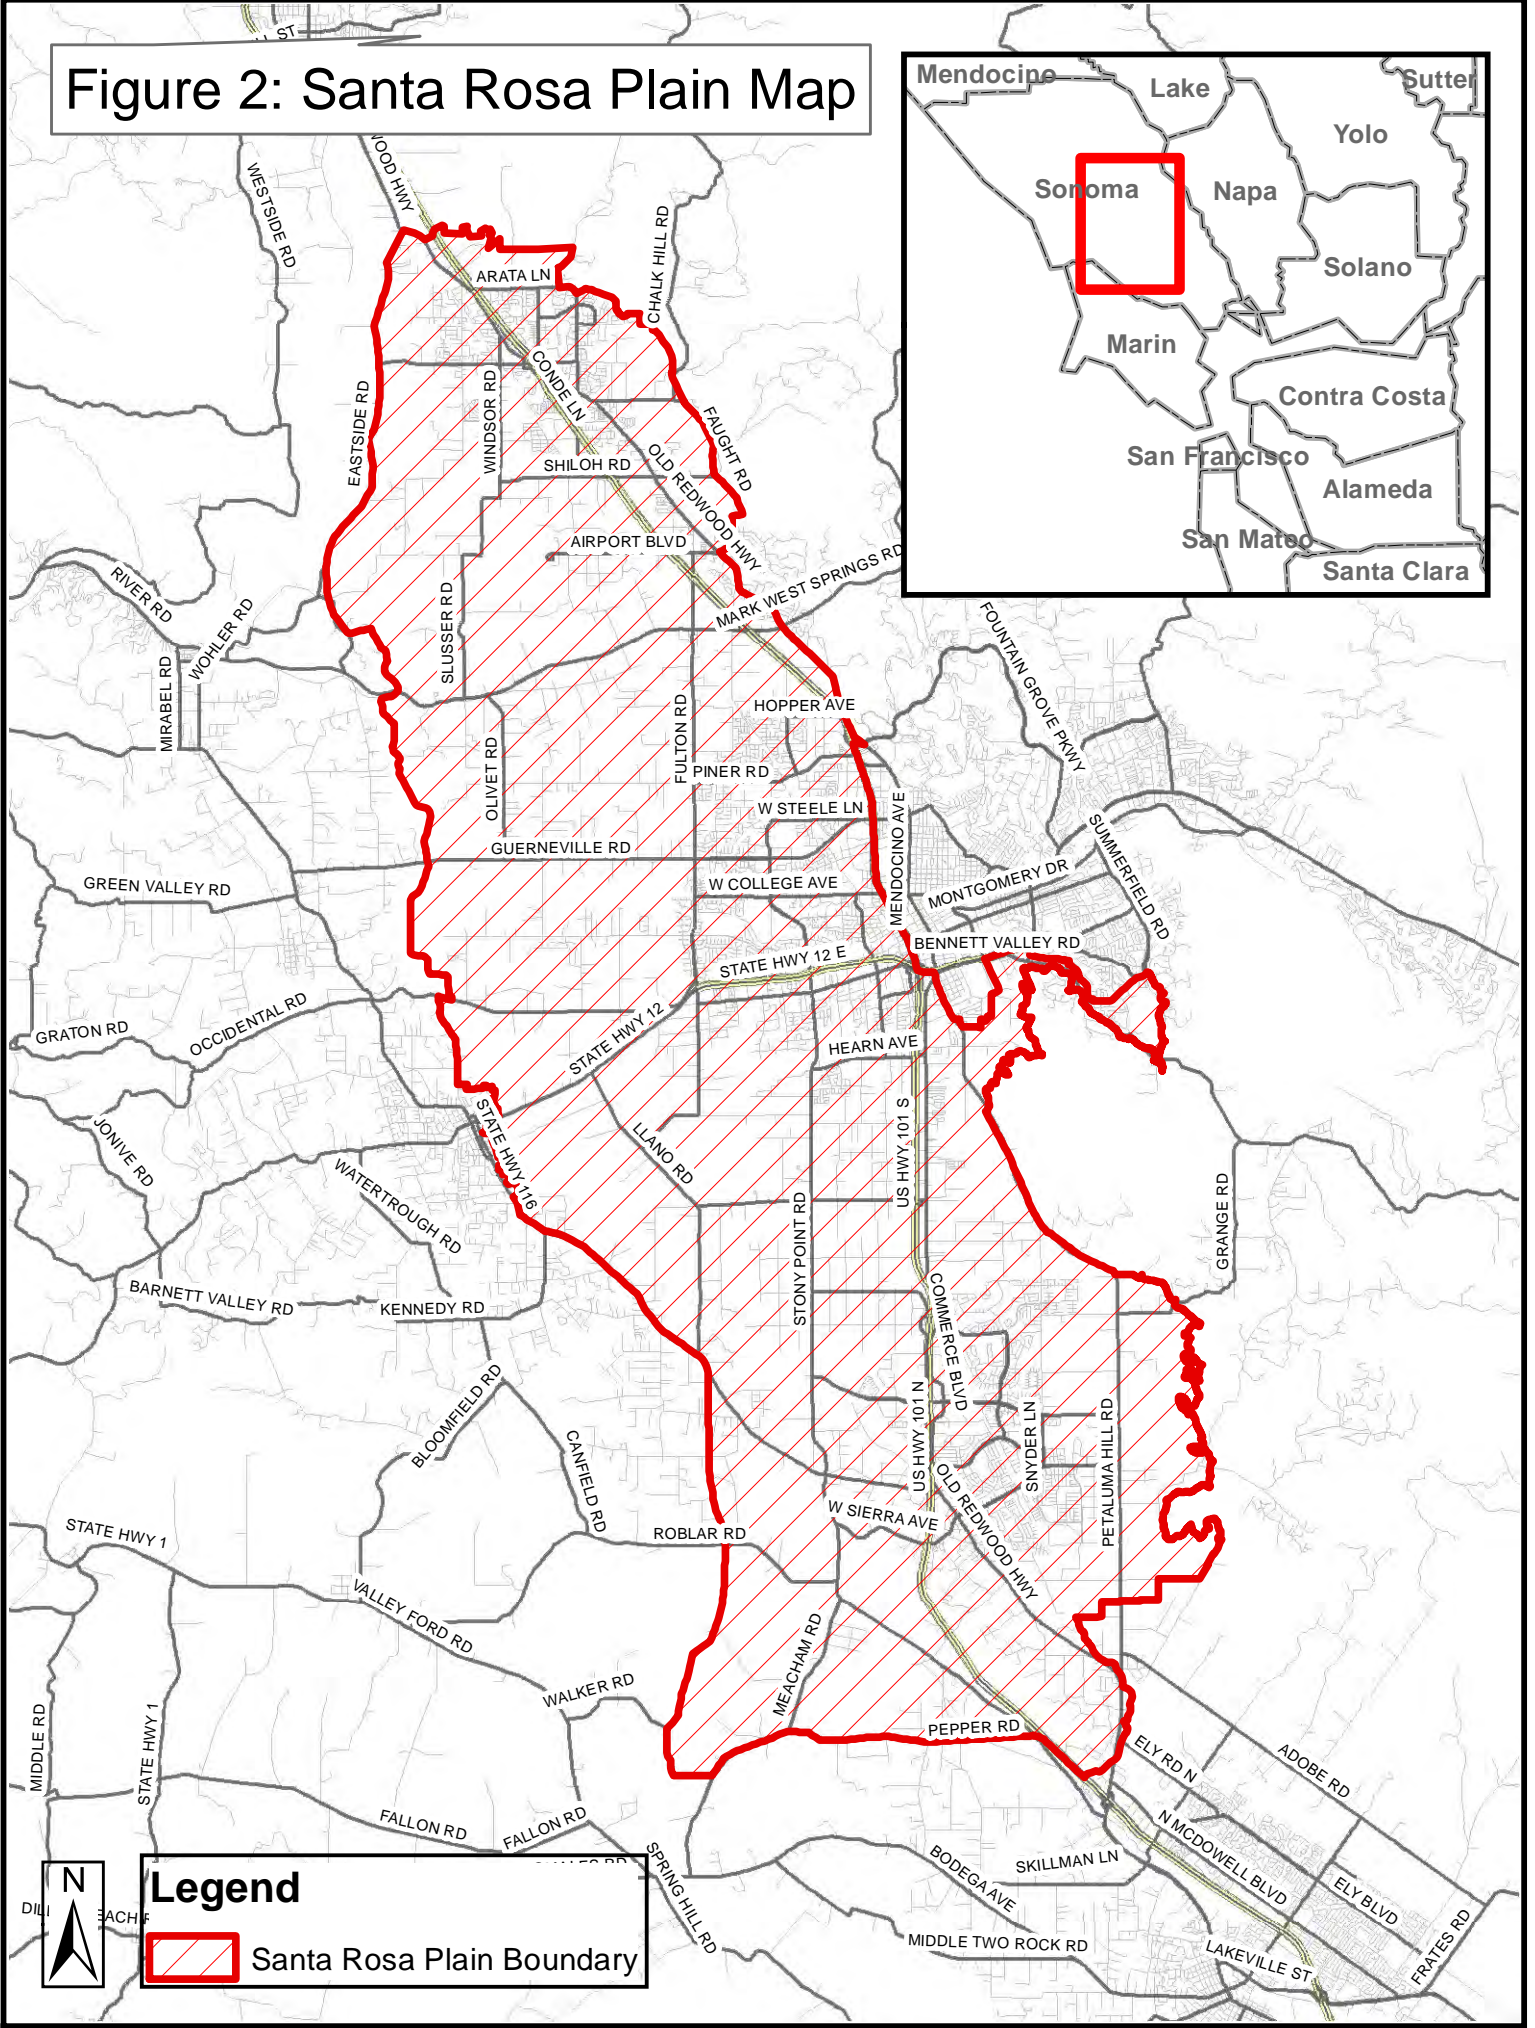 LL ST
Figure 2: Santa Rosa Plain Map
Mendocino
Lake
Sutter
Yolo
Sonoma
Napa
Solano
Marin
Contra Costa
San Francisco
Alameda
San Mateo
Santa Clara
WOOD HWY
WESTSIDE RD
CHALK HILL RD
ARATA LN
EASTSIDE RD
WINDSOR RD
CONDE LN
FAUGHT RD
SHILOH RD
OLD REDWOOD HWY
AIRPORT BLVD
MARK WEST SPRINGS RD
RIVER RD
WOHLER RD
SLUSSER RD
MIRABEL RD
FOUNTAIN GROVE PKWY
HOPPER AVE
FULTON RD
OLIVET RD
PINER RD
W STEELE LN
MENDOCINO AVE
SUMMERFIELD RD
GUERNEVILLE RD
GREEN VALLEY RD
W COLLEGE AVE
MONTGOMERY DR
BENNETT VALLEY RD
STATE HWY 12 E
GRATON RD
OCCIDENTAL RD
STATE HWY 12
HEARN AVE
JONIVE RD
STATE HWY 116
LLANO RD
US HWY 101 S
WATERTROUGH RD
STONY POINT RD
GRANGE RD
BARNETT VALLEY RD
KENNEDY RD
COMMERCE BLVD
BLOOMFIELD RD
CANFIELD RD
US HWY 101 N
SNYDER LN
PETALUMA HILL RD
OLD REDWOOD HWY
STATE HWY 1
ROBLAR RD
W SIERRA AVE
VALLEY FORD RD
MEACHAM RD
WALKER RD
MIDDLE RD
STATE HWY 1
PEPPER RD
ELY RD N
ADOBE RD
FALLON RD
FALLON RD
SPRING HILL RD
N MCDOWELL BLVD
BODEGA AVE
SKILLMAN LN
ELY BLVD
FRATES RD
MIDDLE TWO ROCK RD
LAKEVILLE ST
N
Legend
Santa Rosa Plain Boundary